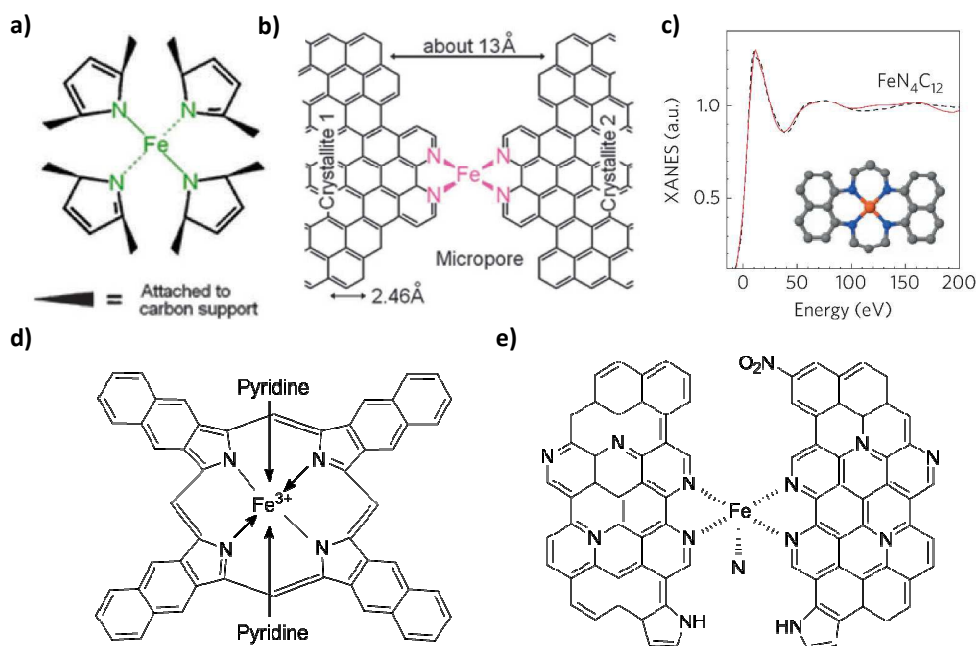 a)
N
N
Fe
N
N
= Attached to
carbon support
b)
about 13Å
Crystallite 1
Crystallite 2
N
N
Fe
N
N
Micropore
2.46Å
c)
XANES (a.u.)
1.0
0.5
FeN₄C₁₂
0
50
100
150
200
Energy (eV)
d)
Pyridine
N
N
Fe³⁺
N
N
Pyridine
e)
O₂N
N
N
N
N
N
N
Fe
N
N
N
N
N
N
NH
HN